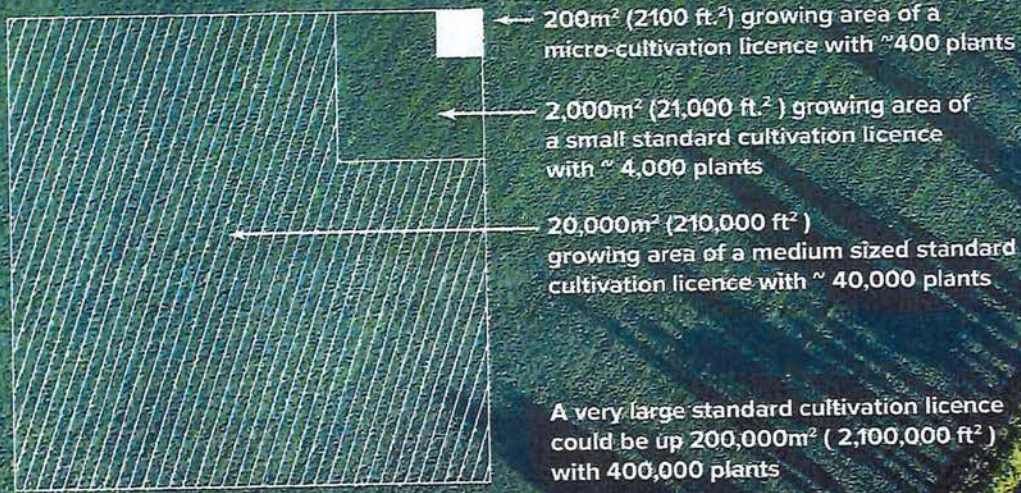 200m² (2100 ft.²) growing area of a
micro-cultivation licence with ~400 plants
2,000m² (21,000 ft.² ) growing area of
a small standard cultivation licence
with ~ 4,000 plants
20,000m² (210,000 ft² )
growing area of a medium sized standard
cultivation licence with ~ 40,000 plants
A very large standard cultivation licence
could be up 200,000m² ( 2,100,000 ft² )
with 400,000 plants